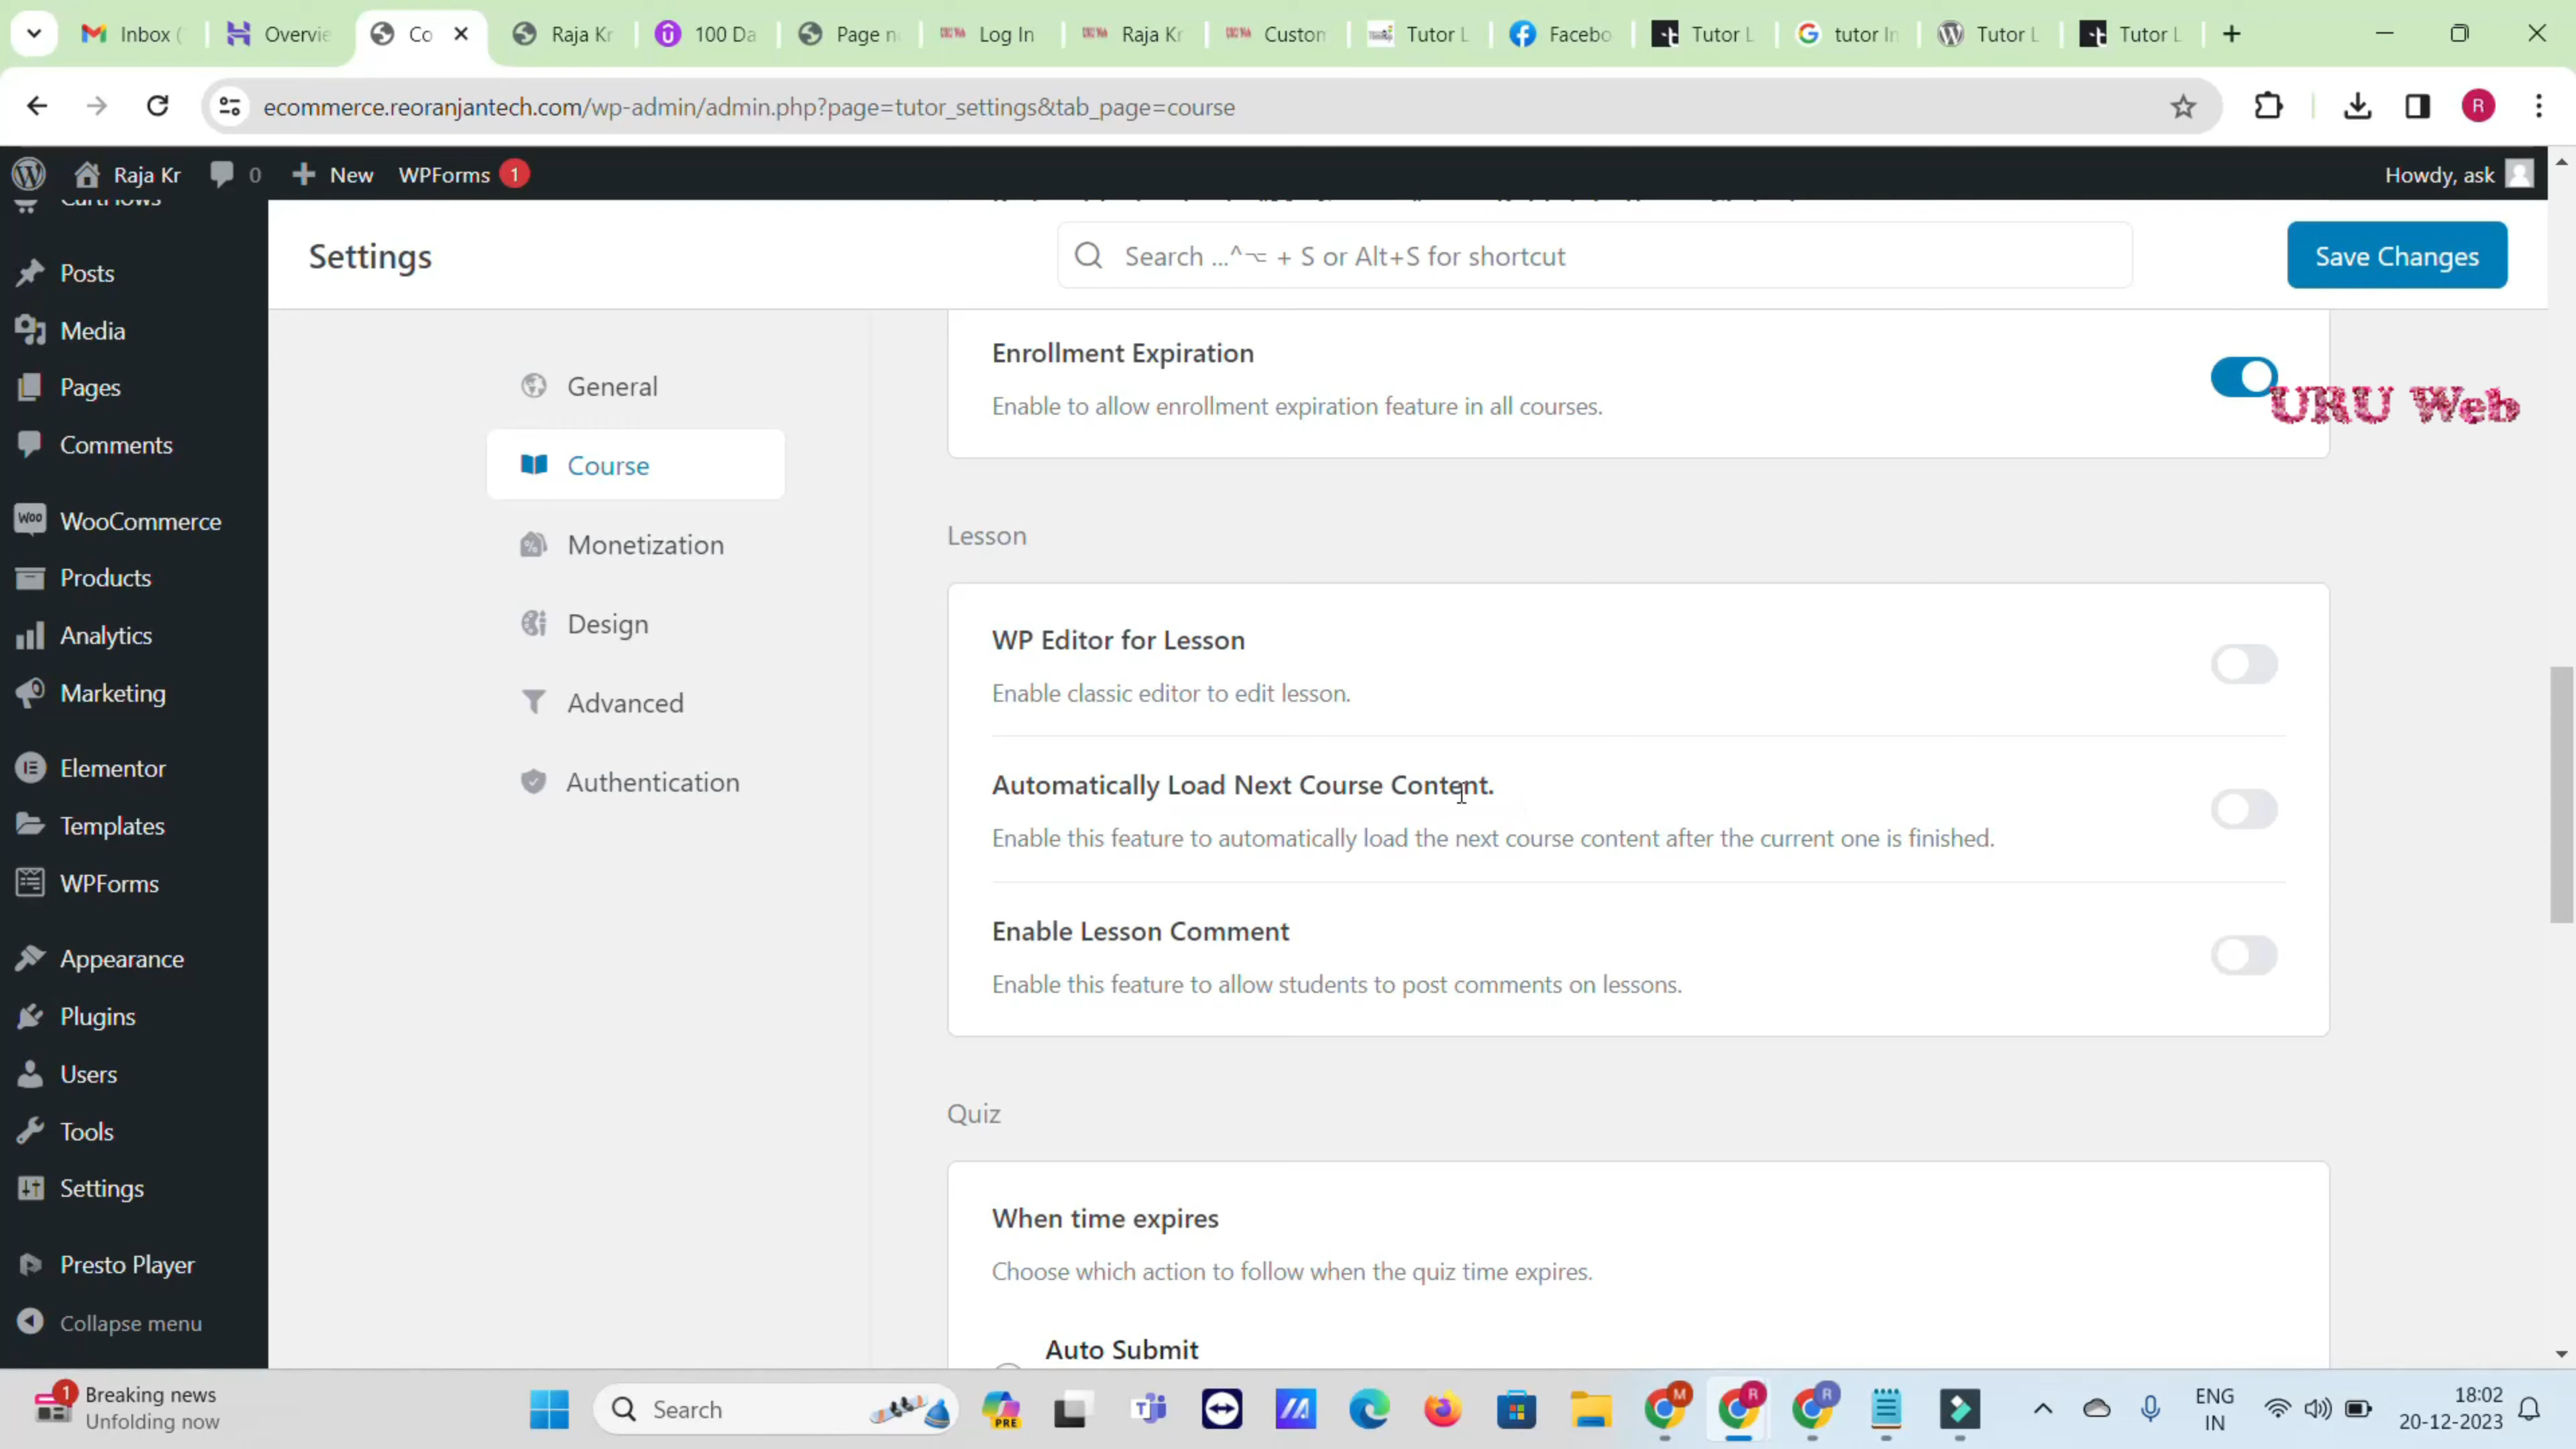 Inbox (
Overvie
Co
Raja Kr
100 Da
Page n
Log In
Raja Kr
Custom
Tutor L
Facebo
Tutor L
tutor In
Tutor L
Tutor L
ecommerce.reoranjantech.com/wp-admin/admin.php?page=tutor_settings&tab_page=course
R
Raja Kr
0
New
WPForms 1
Howdy, ask
CartFlows
Posts
Media
Pages
Comments
WooCommerce
Products
Analytics
Marketing
Elementor
Templates
WPForms
Appearance
Plugins
Users
Tools
Settings
Presto Player
Collapse menu
Settings
Search ...^⌥ + S or Alt+S for shortcut
Save Changes
General
Course
Monetization
Design
Advanced
Authentication
Enrollment Expiration
Enable to allow enrollment expiration feature in all courses.
URU Web
Lesson
WP Editor for Lesson
Enable classic editor to edit lesson.
Automatically Load Next Course Content.
Enable this feature to automatically load the next course content after the current one is finished.
Enable Lesson Comment
Enable this feature to allow students to post comments on lessons.
Quiz
When time expires
Choose which action to follow when the quiz time expires.
Auto Submit
1
Breaking news
Unfolding now
Search
PRE
M
R
R
ENG
IN
18:02
20-12-2023